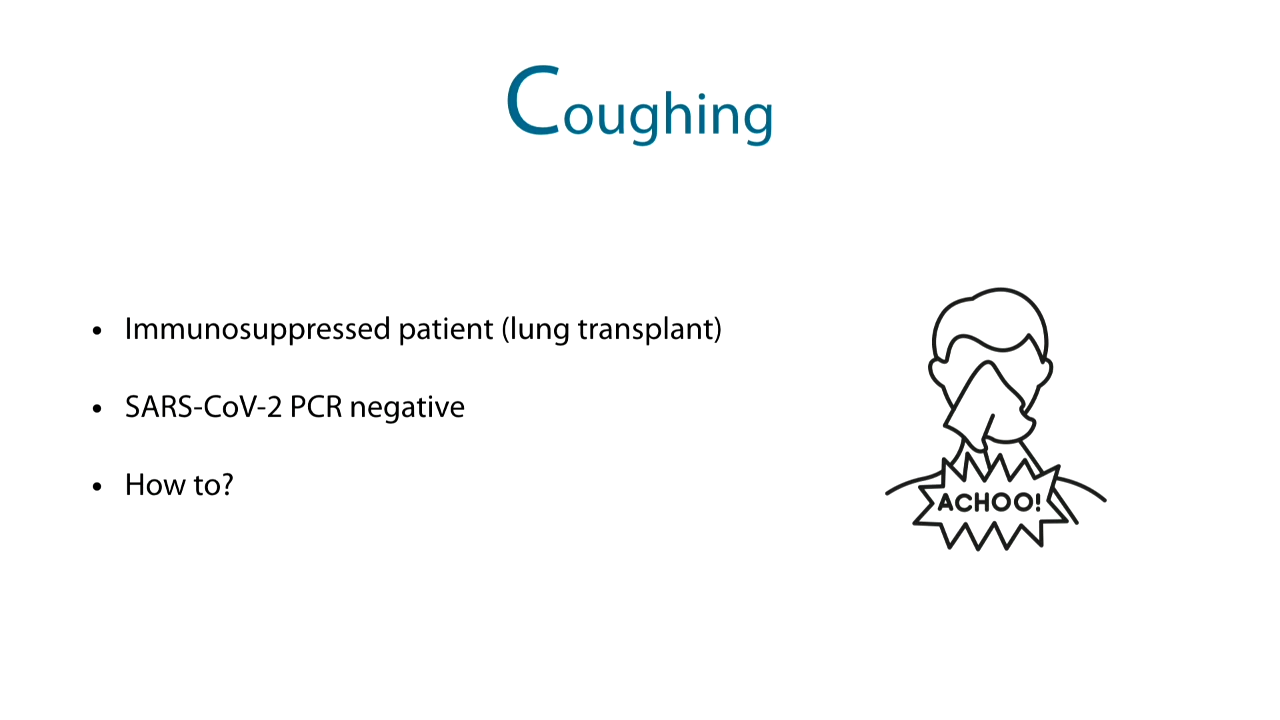 Coughing
• Immunosuppressed patient (lung transplant)
• SARS-CoV-2 PCR negative
• How to?
ACHOO!